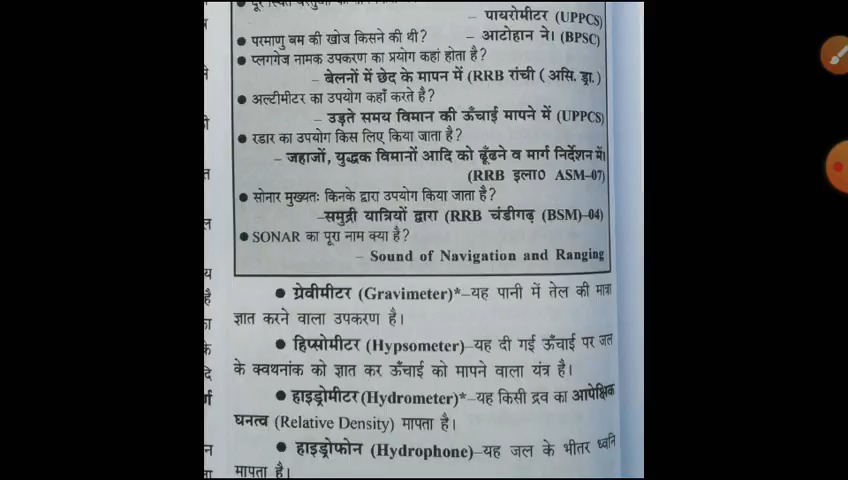 – पायरोमीटर (UPPCS)
● परमाणु बम की खोज किसने की थी? – आटोहान ने। (BPSC)
● प्लगगेज नामक उपकरण का प्रयोग कहां होता है?
– बेलनों में छेद के मापन में (RRB रांची ( असि. ड्रा.)
● अल्टीमीटर का उपयोग कहाँ करते है?
– उड़ते समय विमान की ऊँचाई मापने में (UPPCS)
● रडार का उपयोग किस लिए किया जाता है?
– जहाजों, युद्धक विमानों आदि को ढूँढने व मार्ग निर्देशन में।
(RRB इला० ASM–07)
● सोनार मुख्यतः किनके द्वारा उपयोग किया जाता है?
–समुद्री यात्रियों द्वारा (RRB चंडीगढ़ (BSM)–04)
● SONAR का पूरा नाम क्या है?
– Sound of Navigation and Ranging
● ग्रेवीमीटर (Gravimeter)*–यह पानी में तेल की मात्रा
ज्ञात करने वाला उपकरण है।
● हिप्सोमीटर (Hypsometer)–यह दी गई ऊँचाई पर जल
के क्वथनांक को ज्ञात कर ऊँचाई को मापने वाला यंत्र है।
● हाइड्रोमीटर (Hydrometer)*–यह किसी द्रव का आपेक्षिक
घनत्व (Relative Density) मापता है।
● हाइड्रोफोन (Hydrophone)–यह जल के भीतर ध्वनि
मापता है।